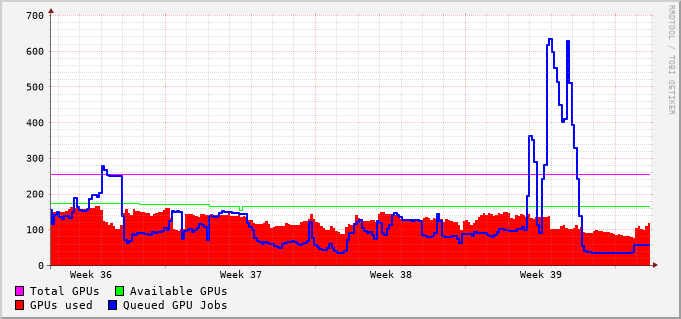 700
600
500
400
300
200
100
0
Week 36 Week 37 Week 38 Week 39
Total GPUs Available GPUs
GPUs used Queued GPU Jobs
RRDTOOL / TOBI OETIKER